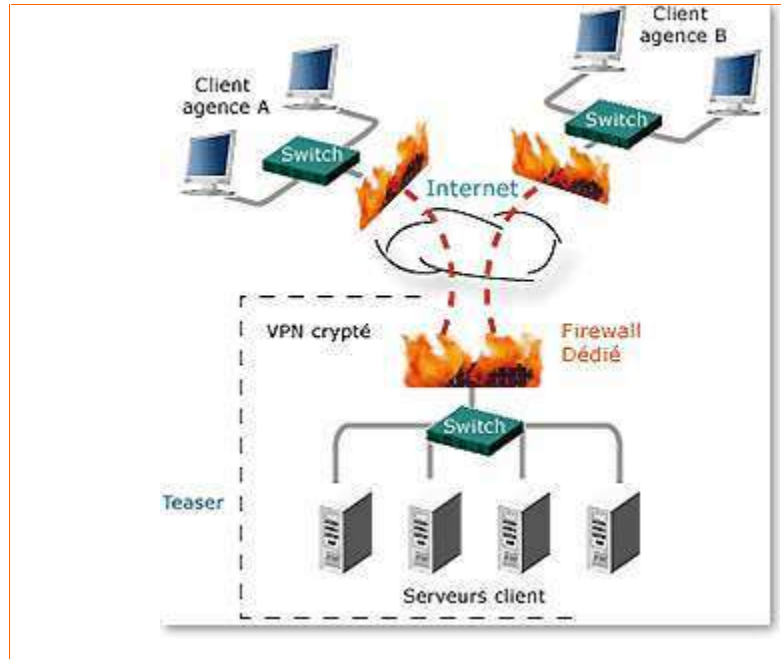 Client
agence B
Client
agence A
Switch
Switch
Internet
VPN crypté
Firewall
Dédié
Switch
Teaser
Serveurs client